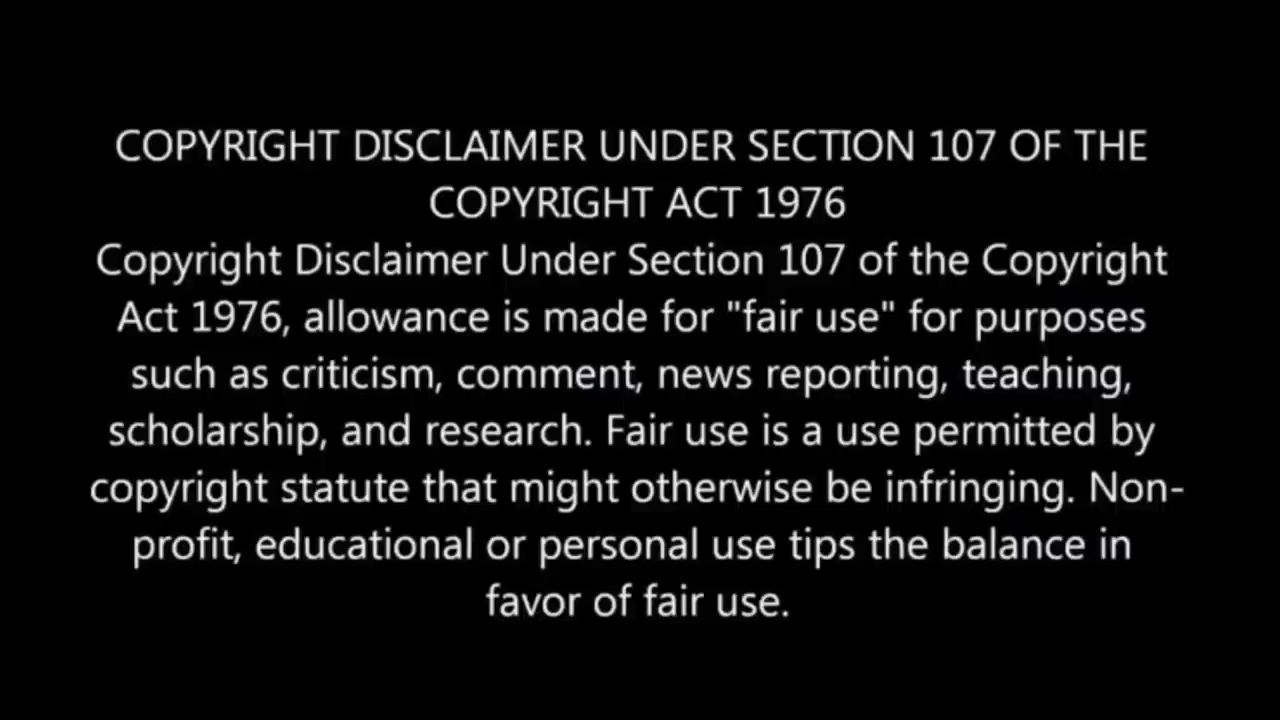 COPYRIGHT DISCLAIMER UNDER SECTION 107 OF THE
COPYRIGHT ACT 1976
Copyright Disclaimer Under Section 107 of the Copyright
Act 1976, allowance is made for "fair use" for purposes
such as criticism, comment, news reporting, teaching,
scholarship, and research. Fair use is a use permitted by
copyright statute that might otherwise be infringing. Non-
profit, educational or personal use tips the balance in
favor of fair use.